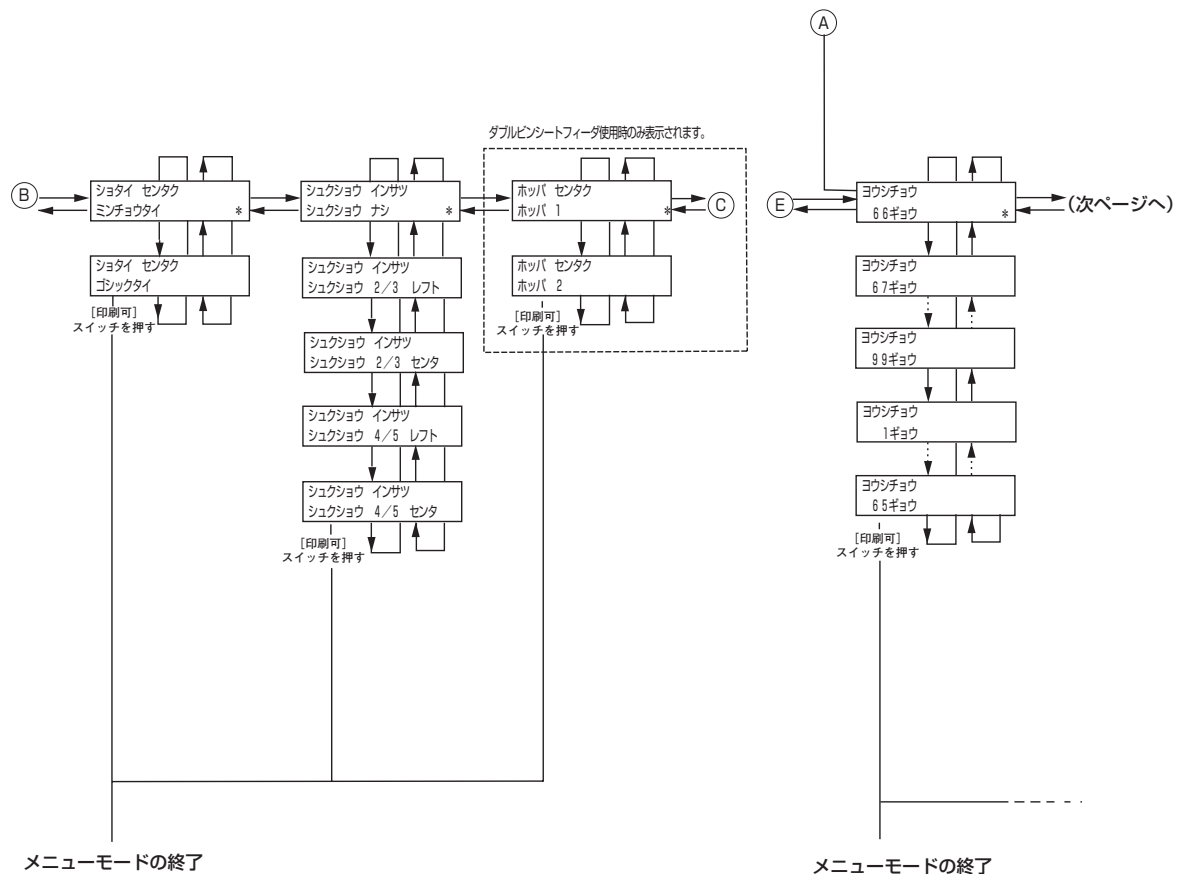 A
ダブルビンシートフィーダ使用時のみ表示されます。
B
ショタイ センタク
ミンチョウタイ *
ショタイ センタク
ゴシックタイ
[印刷可]
スイッチを押す
シュクショウ インサツ
シュクショウ ナシ *
シュクショウ インサツ
シュクショウ 2/3 レフト
シュクショウ インサツ
シュクショウ 2/3 センタ
シュクショウ インサツ
シュクショウ 4/5 レフト
シュクショウ インサツ
シュクショウ 4/5 センタ
[印刷可]
スイッチを押す
ホッパ センタク
ホッパ 1 *
ホッパ センタク
ホッパ 2
[印刷可]
スイッチを押す
C
E
ヨウシチョウ
66ギョウ *
ヨウシチョウ
67ギョウ
ヨウシチョウ
99ギョウ
ヨウシチョウ
1ギョウ
ヨウシチョウ
65ギョウ
[印刷可]
スイッチを押す
(次ページへ)
メニューモードの終了
メニューモードの終了